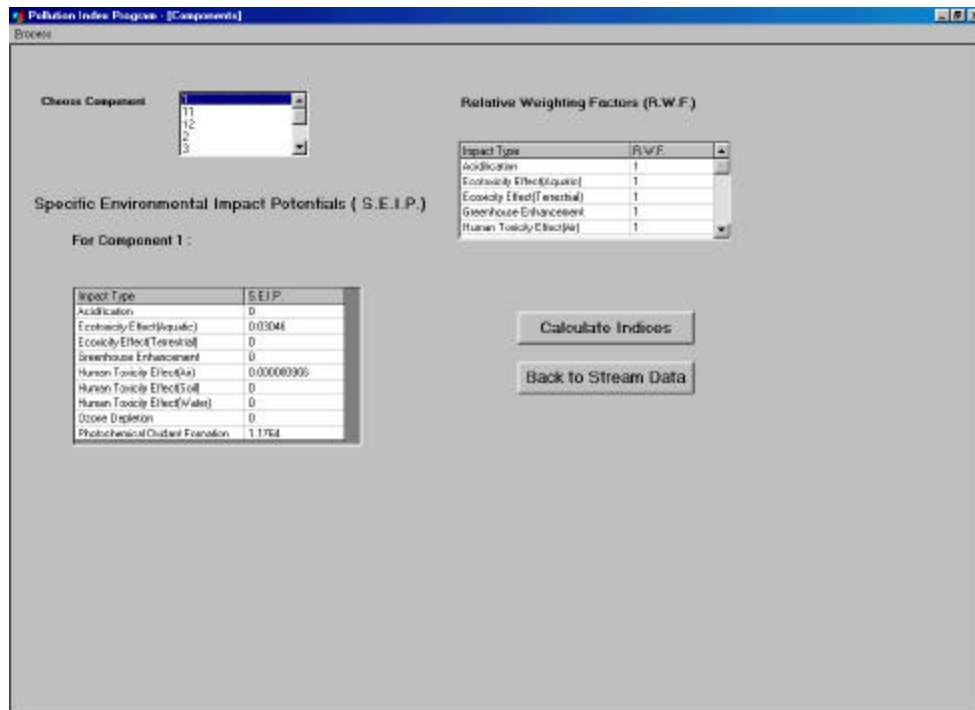 Pollution Index Program - [Components]
Process
Choose Component
1
11
12
2
3
Relative Weighting Factors (R.W.F.)
Impact Type R.W.F.
Acidification 1
Ecotoxicity Effect(Aquatic) 1
Ecoxicity Effect(Terrestrial) 1
Greenhouse Enhancement 1
Human Toxicity Effect(Air) 1
Specific Environmental Impact Potentials ( S.E.I.P.)
For Component 1 :
Impact Type S.E.I.P.
Acidification 0
Ecotoxicity Effect(Aquatic) 0.03046
Ecoxicity Effect(Terrestrial) 0
Greenhouse Enhancement 0
Human Toxicity Effect(Air)
Human Toxicity Effect(Soil) 0
Human Toxicity Effect(Water) 0
Ozone Depletion 0
Photochemical Oxidant Formation 1.1764
Calculate Indices
Back to Stream Data